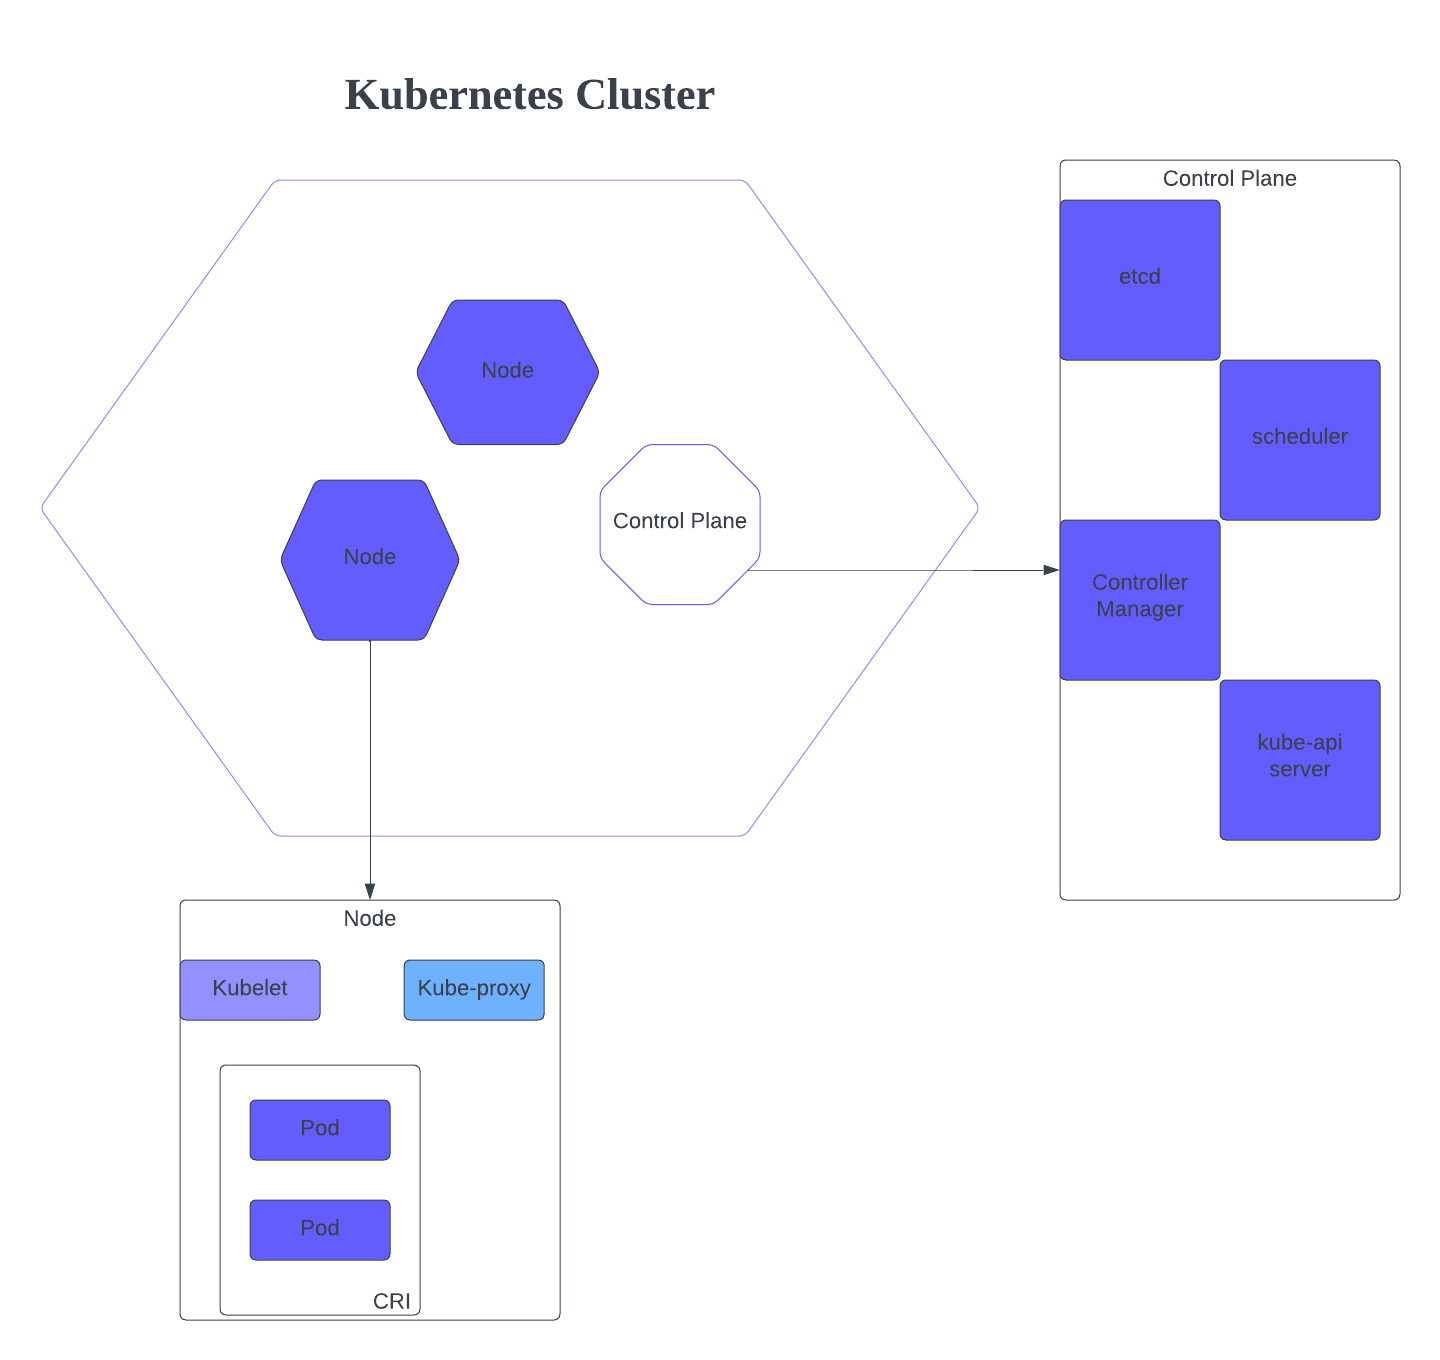 Kubernetes Cluster
Control Plane
etcd
Node
scheduler
Control Plane
Node
Controller
Manager
kube-api
server
Node
Kubelet
Kube-proxy
Pod
Pod
CRI